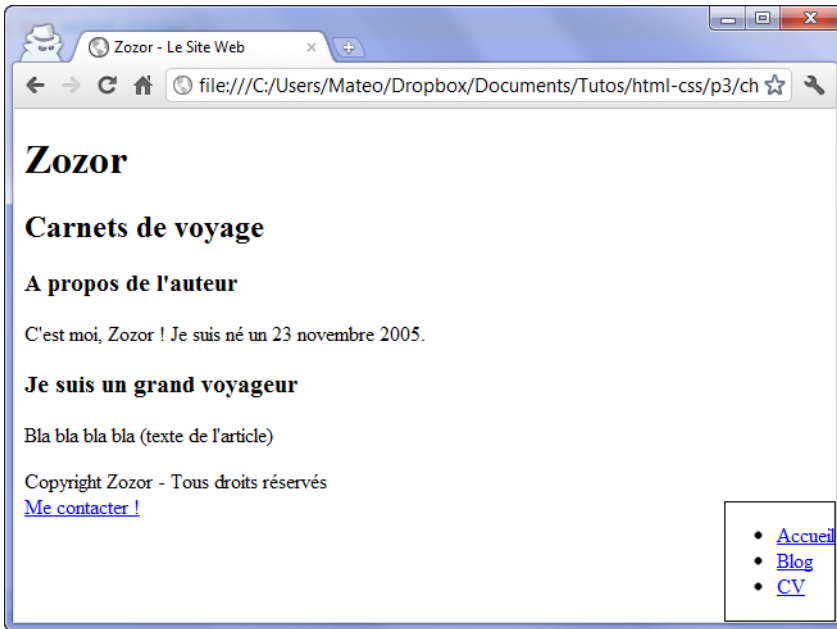 Zozor - Le Site Web
file:///C:/Users/Mateo/Dropbox/Documents/Tutos/html-css/p3/ch
Zozor
Carnets de voyage
A propos de l'auteur
C'est moi, Zozor ! Je suis né un 23 novembre 2005.
Je suis un grand voyageur
Bla bla bla bla (texte de l'article)
Copyright Zozor - Tous droits réservés
Me contacter !
Accueil
Blog
CV